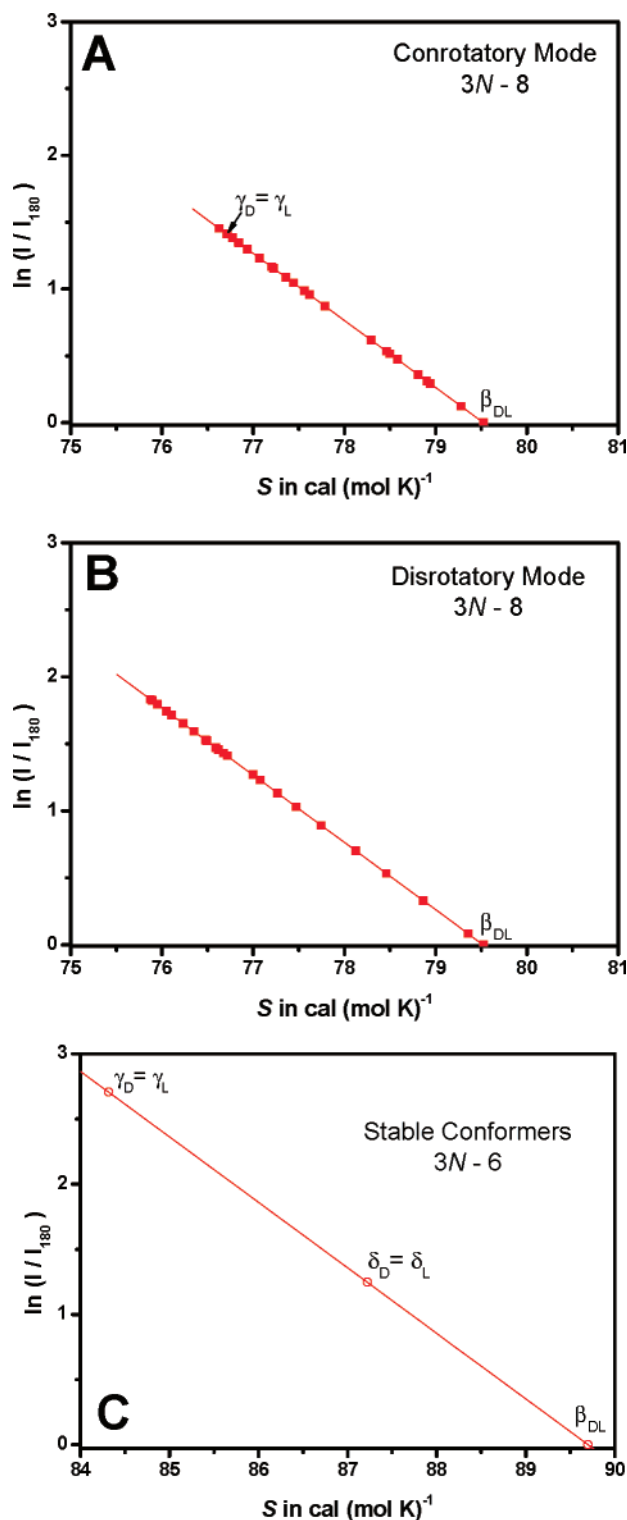 A
Conrotatory Mode
3N - 8
γD = γL
βDL
ln (I / I180)
3
2
1
0
75 76 77 78 79 80 81
S in cal (mol K)-1
B
Disrotatory Mode
3N - 8
βDL
ln (I / I180)
3
2
1
0
75 76 77 78 79 80 81
S in cal (mol K)-1
γD = γL
Stable Conformers
3N - 6
δD = δL
βDL
C
ln (I / I180)
3
2
1
0
84 85 86 87 88 89 90
S in cal (mol K)-1